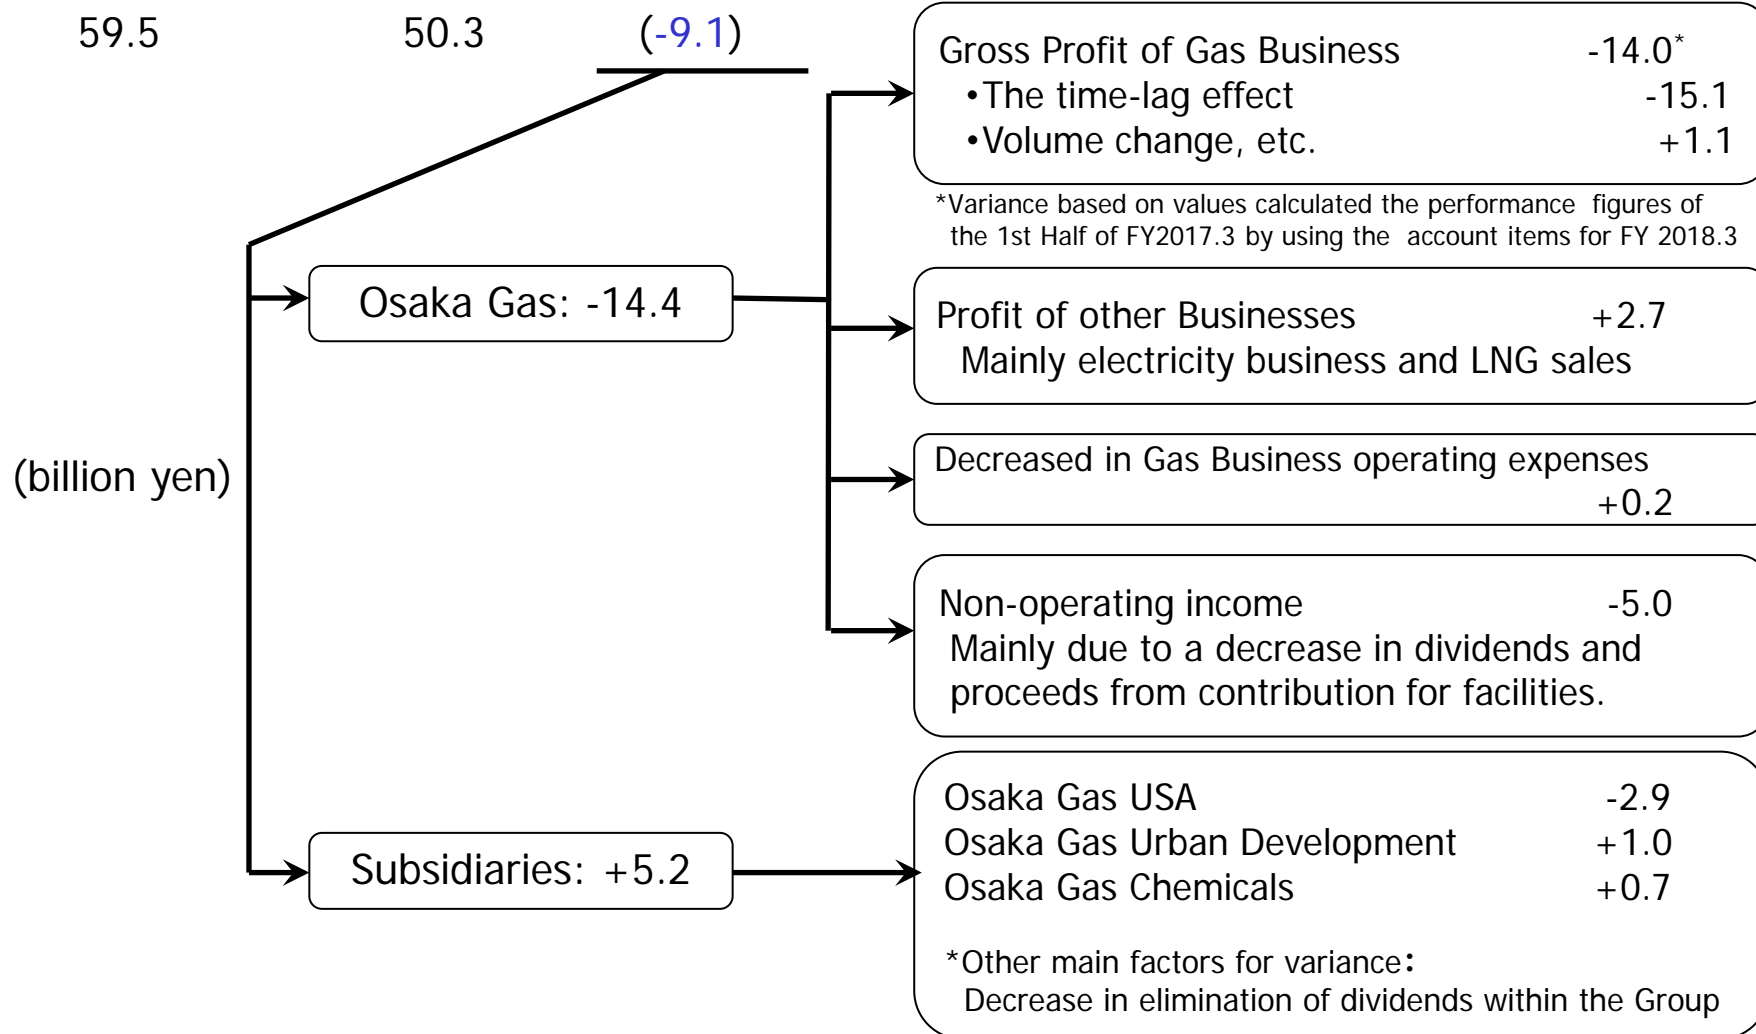 59.5 50.3 (-9.1)
Gross Profit of Gas Business -14.0*
•The time-lag effect -15.1
•Volume change, etc. +1.1
*Variance based on values calculated the performance figures of
the 1st Half of FY2017.3 by using the account items for FY 2018.3
Osaka Gas: -14.4
Profit of other Businesses +2.7
Mainly electricity business and LNG sales
(billion yen)
Decreased in Gas Business operating expenses
+0.2
Non-operating income -5.0
Mainly due to a decrease in dividends and
proceeds from contribution for facilities.
Subsidiaries: +5.2
Osaka Gas USA -2.9
Osaka Gas Urban Development +1.0
Osaka Gas Chemicals +0.7
*Other main factors for variance:
Decrease in elimination of dividends within the Group